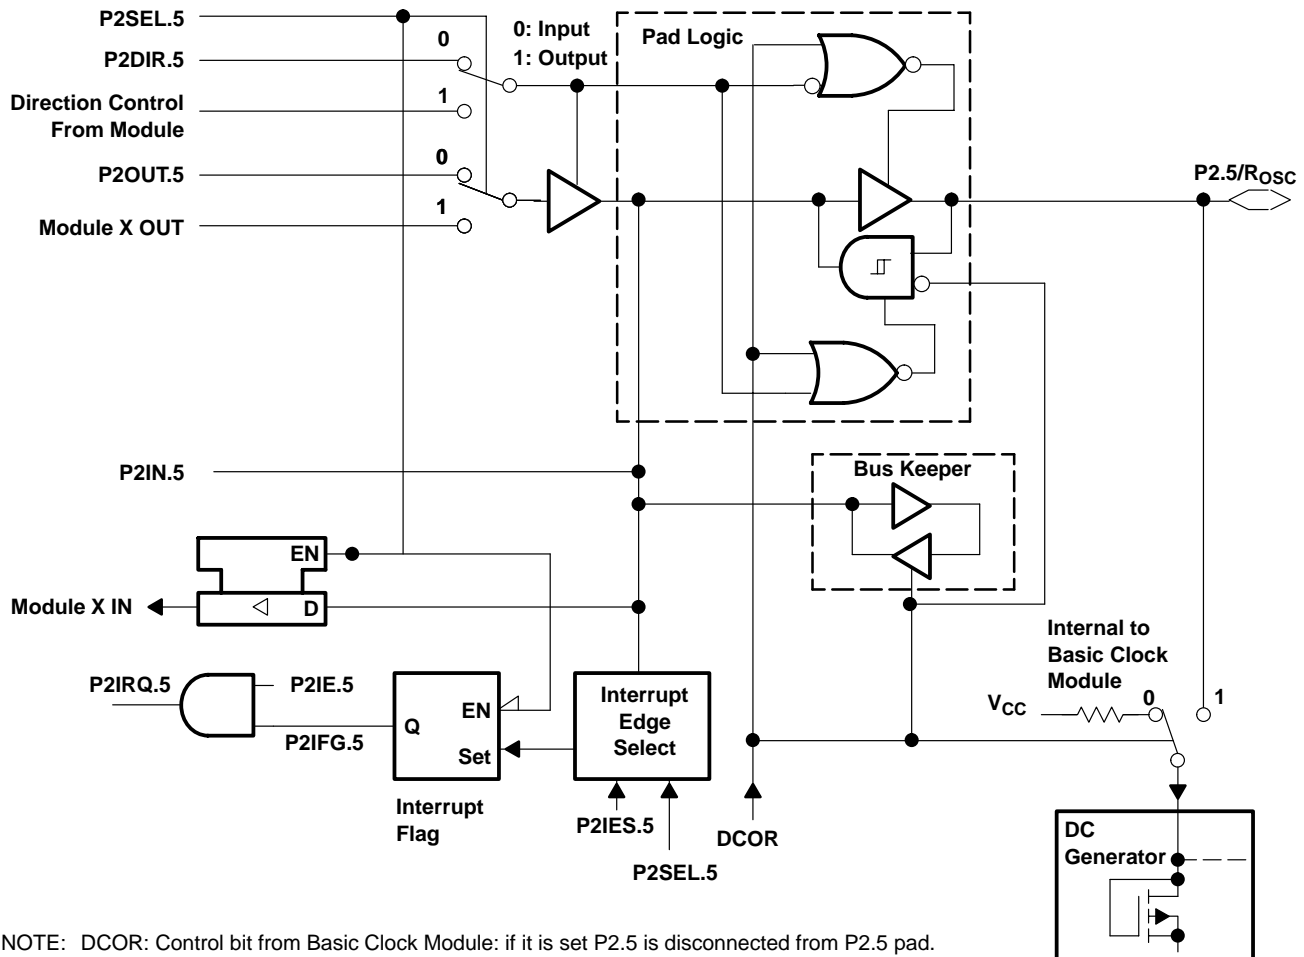 P2SEL.5
0
0: Input
1: Output
Pad Logic
P2DIR.5
Direction Control
From Module
1
P2OUT.5
0
P2.5/ROSC
Module X OUT
1
P2IN.5
Bus Keeper
EN
Module X IN
D
Internal to
Basic Clock
Module
P2IRQ.5
P2IE.5
EN
Interrupt
Edge
Select
VCC
0
1
Q
P2IFG.5
Set
Interrupt
Flag
P2IES.5
DCOR
P2SEL.5
DC
Generator
NOTE: DCOR: Control bit from Basic Clock Module: if it is set P2.5 is disconnected from P2.5 pad.